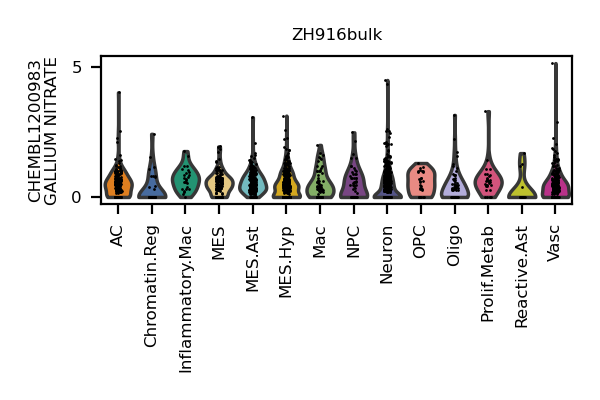 ZH916bulk
CHEMBL1200983
GALLIUM NITRATE
5
0
AC
Chromatin.Reg
Inflammatory.Mac
MES
MES.Ast
MES.Hyp
Mac
NPC
Neuron
OPC
Oligo
Prolif.Metab
Reactive.Ast
Vasc